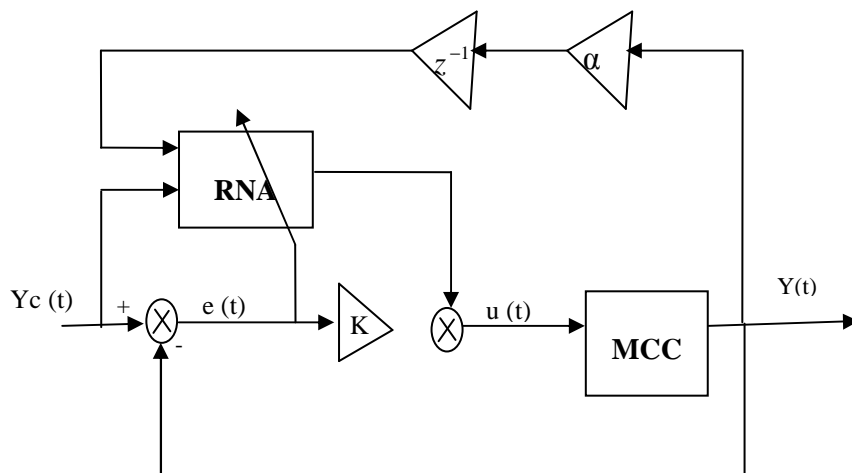 z⁻¹
α
RNA
Yc (t)
+
-
e (t)
K
u (t)
MCC
Y(t)